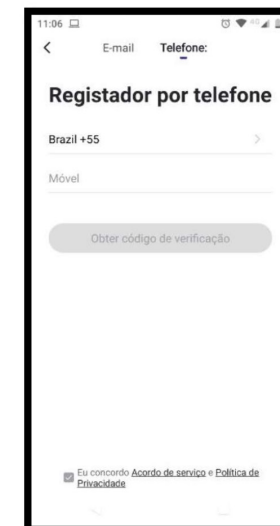 11:06
4G
E-mail Telefone:
Registador por telefone
Brazil +55
Móvel
Obter código de verificação
Eu concordo Acordo de serviço e Política de
Privacidade